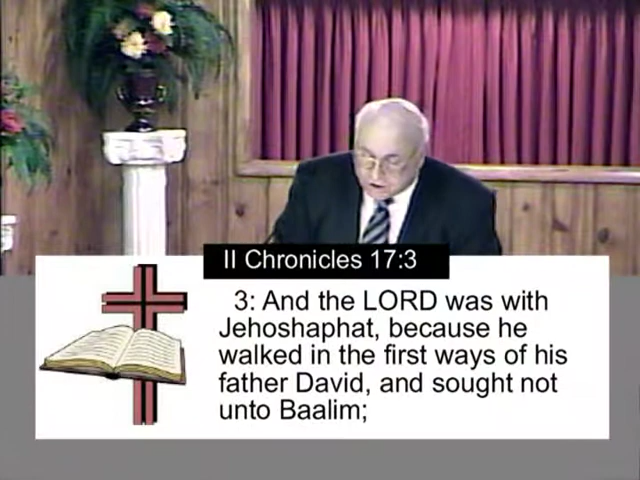 II Chronicles 17:3
3: And the LORD was with
Jehoshaphat, because he
walked in the first ways of his
father David, and sought not
unto Baalim;